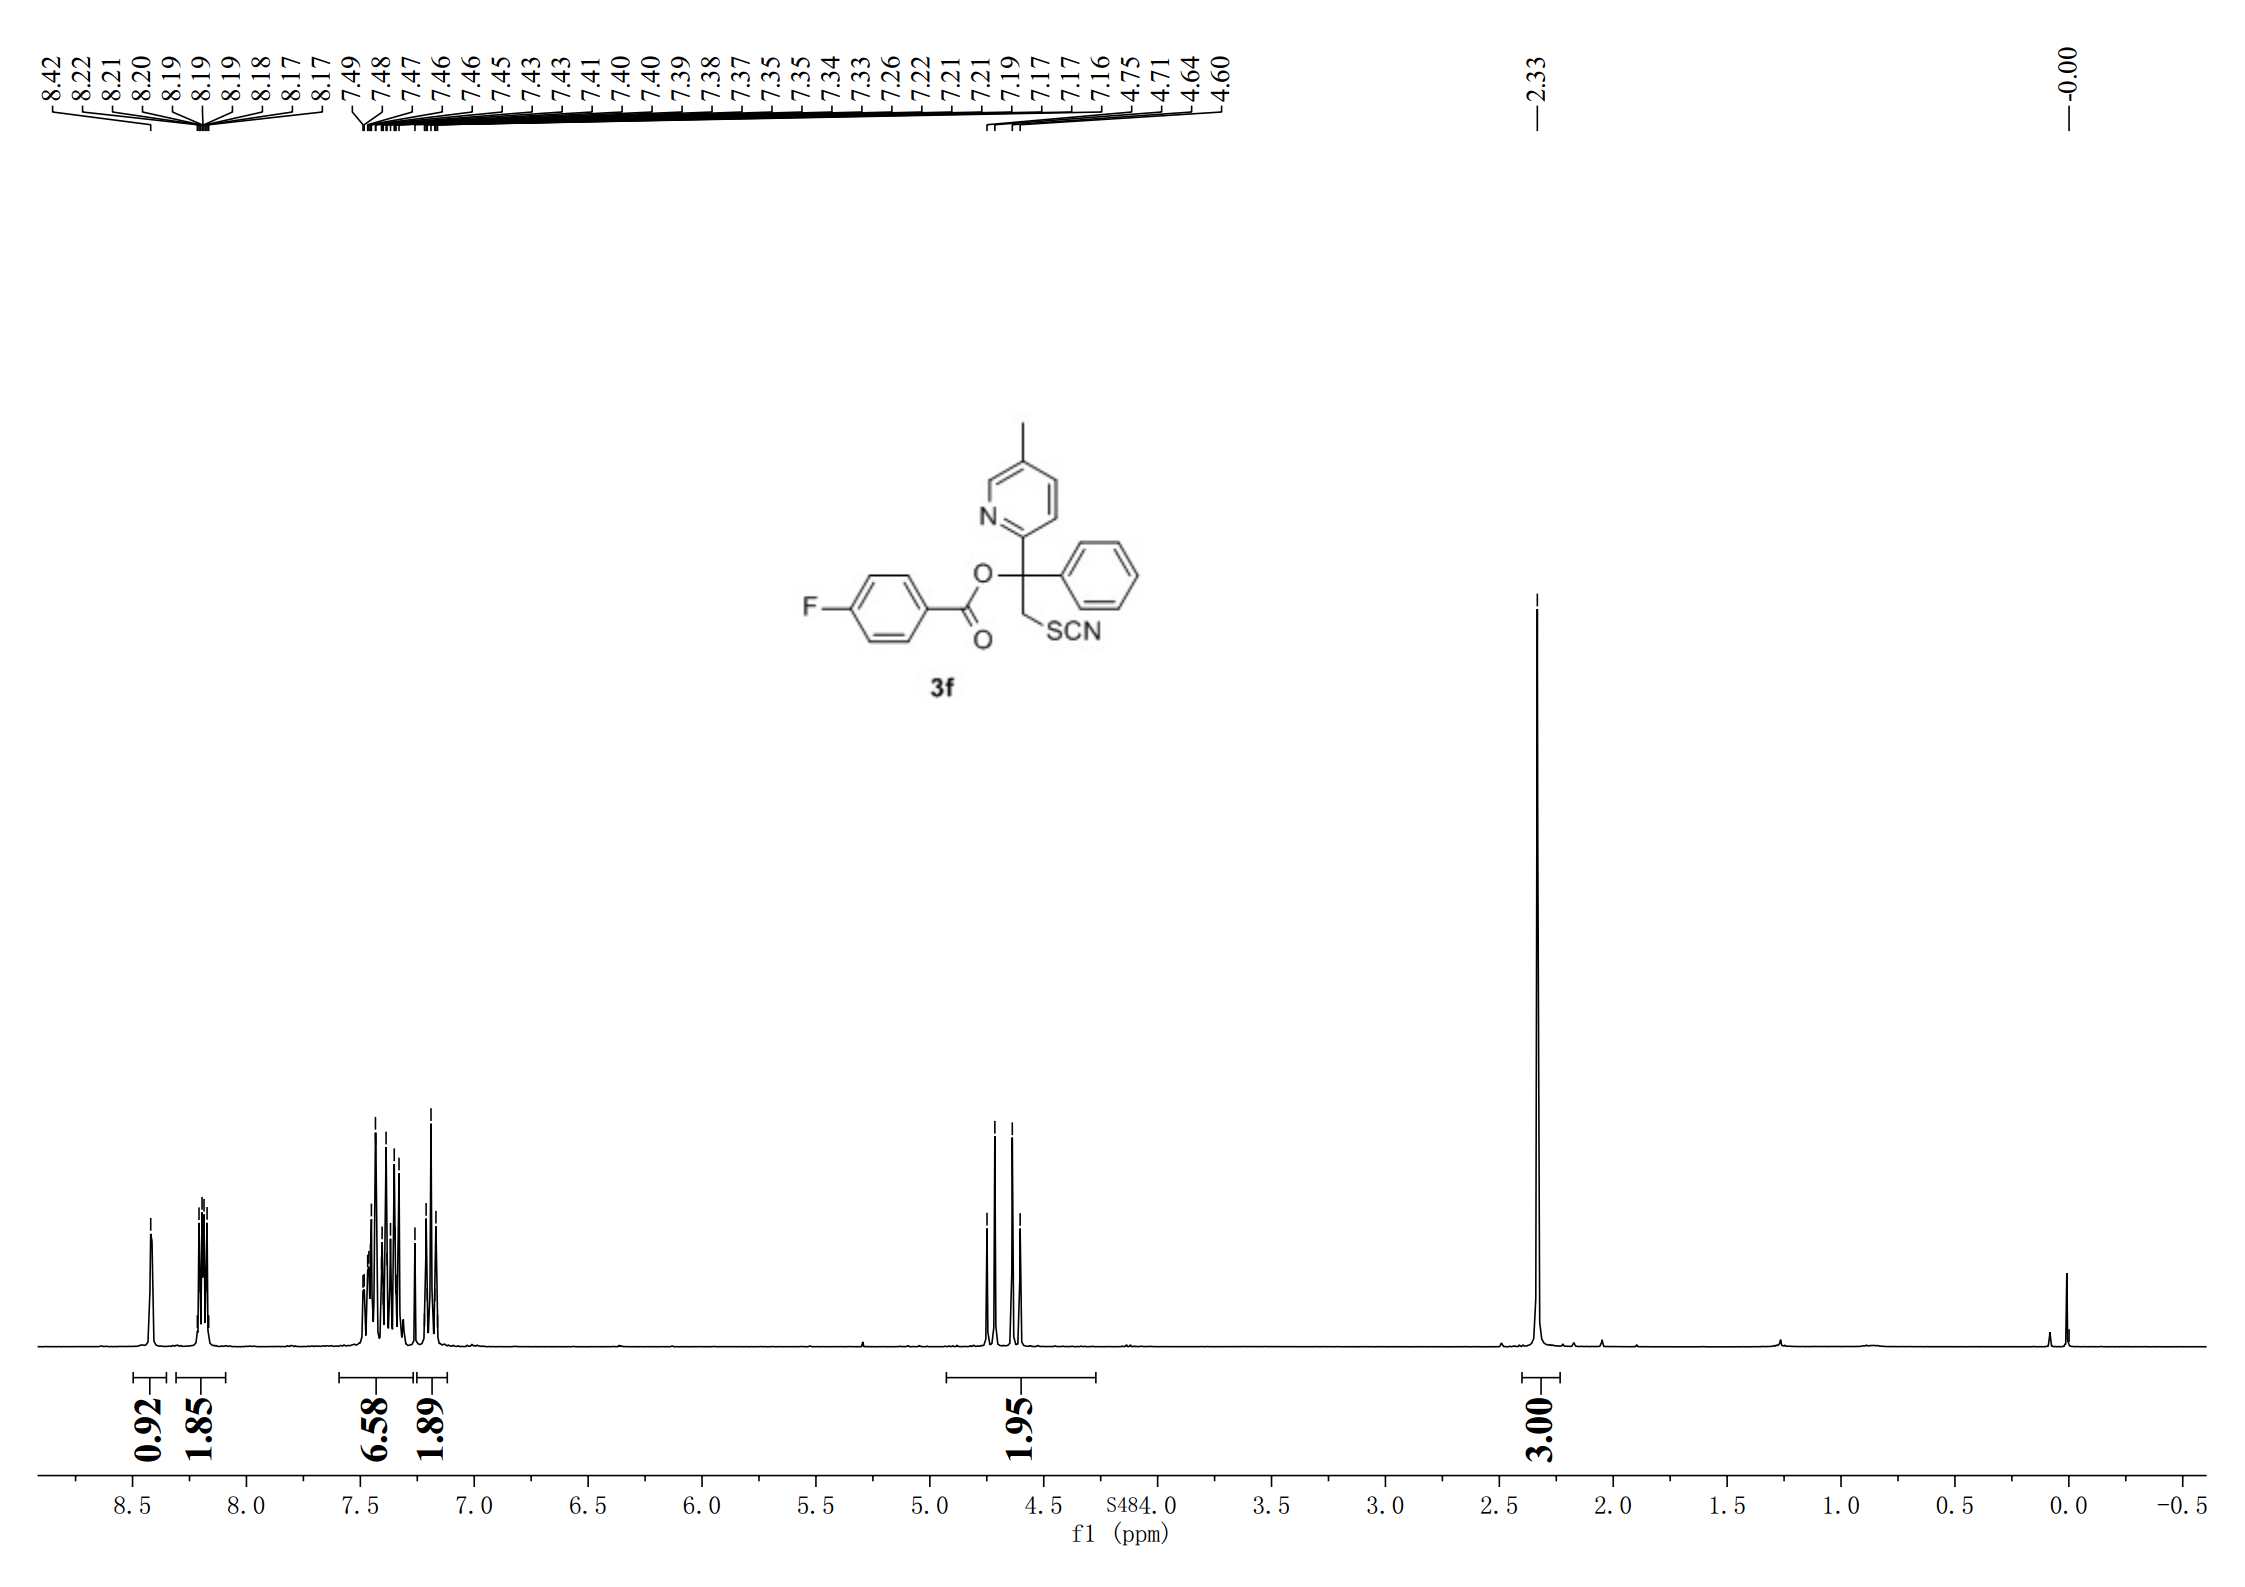 8.42 8.22 8.21 8.20 8.19 8.19 8.19 8.18 8.17 8.17 7.49 7.48 7.47 7.46 7.46 7.45 7.43 7.43 7.41 7.40 7.40 7.39 7.38 7.37 7.35 7.35 7.34 7.33 7.26 7.22 7.21 7.21 7.19 7.17 7.17 7.16 4.75 4.71 4.64 4.60 2.33 -0.00
N
O
F
SCN
O
3f
0.92 1.85 6.58 1.89 1.95 3.00
8.5 8.0 7.5 7.0 6.5 6.0 5.5 5.0 4.5 S484.0 3.5 3.0 2.5 2.0 1.5 1.0 0.5 0.0 -0.5
f1 (ppm)